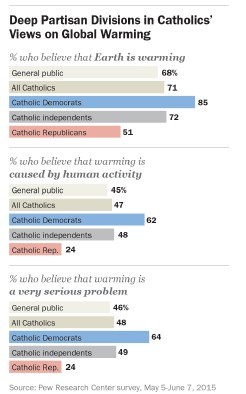 Deep Partisan Divisions in Catholics'
Views on Global Warming
% who believe that Earth is warming
General public 68%
All Catholics 71
Catholic Democrats 85
Catholic independents 72
Catholic Republicans 51
% who believe that warming is
caused by human activity
General public 45%
All Catholics 47
Catholic Democrats 62
Catholic independents 48
Catholic Rep. 24
% who believe that warming is
a very serious problem
General public 46%
All Catholics 48
Catholic Democrats 64
Catholic independents 49
Catholic Rep. 24
Source: Pew Research Center survey, May 5-June 7, 2015